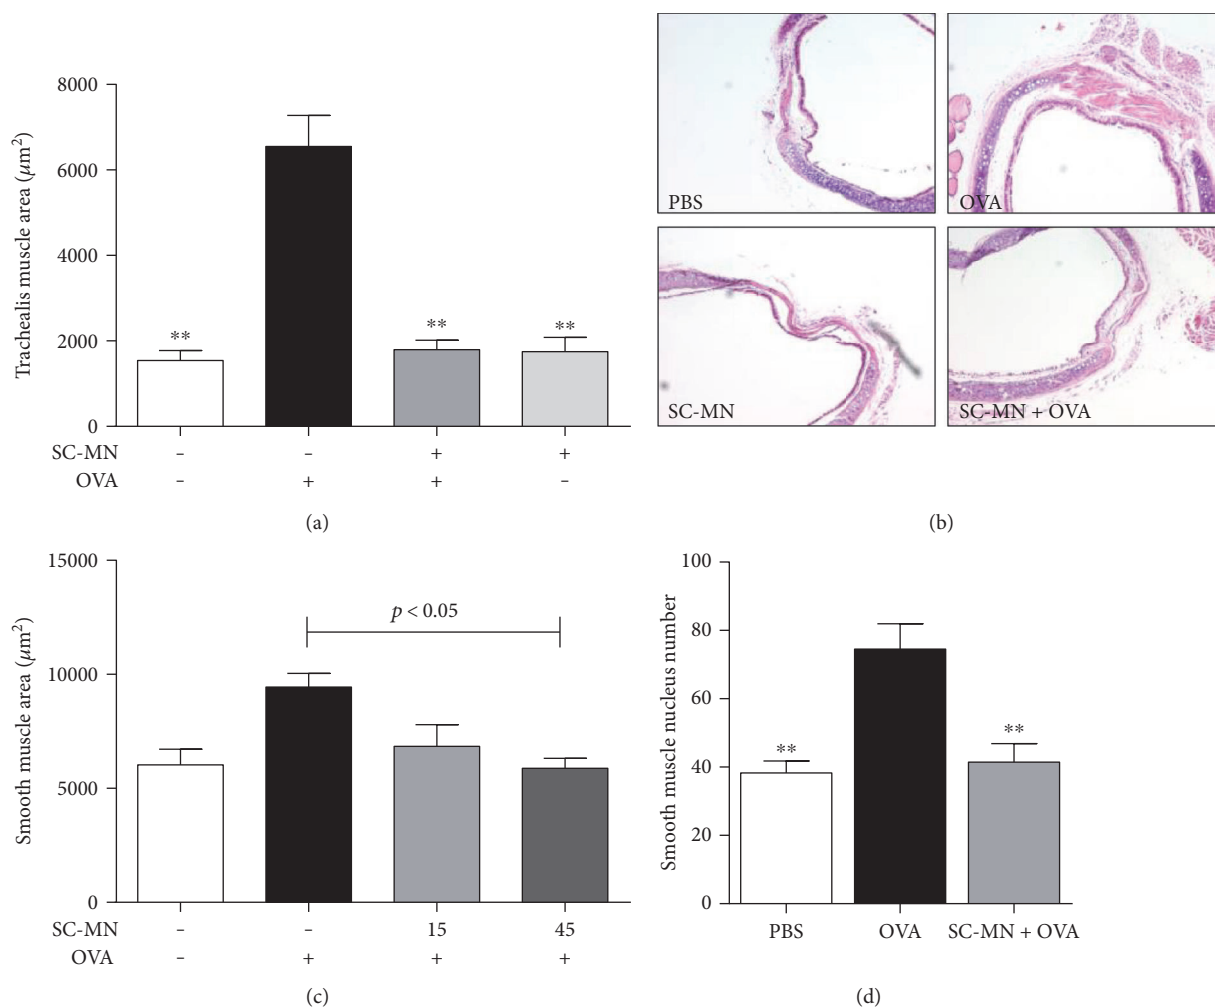 8000
6000
4000
2000
0
Trachealis muscle area (μm²)
**
**
**
SC-MN - - + +
OVA - + + -
(a)
PBS
OVA
SC-MN
SC-MN + OVA
(b)
15000
10000
5000
0
Smooth muscle area (μm²)
p < 0.05
SC-MN - - 15 45
OVA - + + +
(c)
100
80
60
40
20
0
Smooth muscle nucleus number
**
**
PBS OVA SC-MN + OVA
(d)